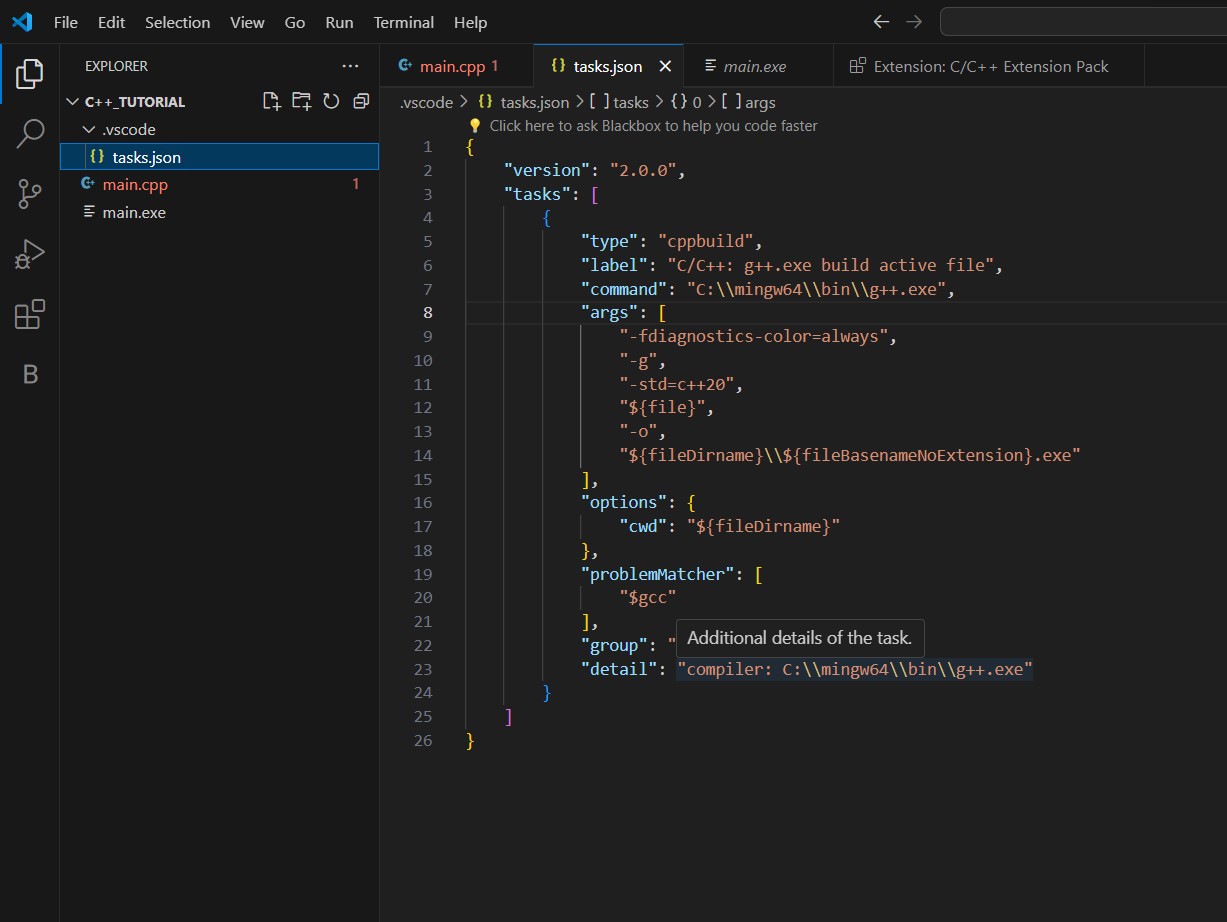 File Edit Selection View Go Run Terminal Help
EXPLORER
C++_TUTORIAL
.vscode
tasks.json
main.cpp 1
main.exe
B
main.cpp 1 tasks.json main.exe Extension: C/C++ Extension Pack
.vscode > {} tasks.json > [ ] tasks > {} 0 > [ ] args
Click here to ask Blackbox to help you code faster
1 {
2 "version": "2.0.0",
3 "tasks": [
4 {
5 "type": "cppbuild",
6 "label": "C/C++: g++.exe build active file",
7 "command": "C:\\mingw64\\bin\\g++.exe",
8 "args": [
9 "-fdiagnostics-color=always",
10 "-g",
11 "-std=c++20",
12 "${file}",
13 "-o",
14 "${fileDirname}\\${fileBasenameNoExtension}.exe"
15 ],
16 "options": {
17 "cwd": "${fileDirname}"
18 },
19 "problemMatcher": [
20 "$gcc"
21 ],
22 "group": "
Additional details of the task.
23 "detail": "compiler: C:\\mingw64\\bin\\g++.exe"
24 }
25 ]
26 }